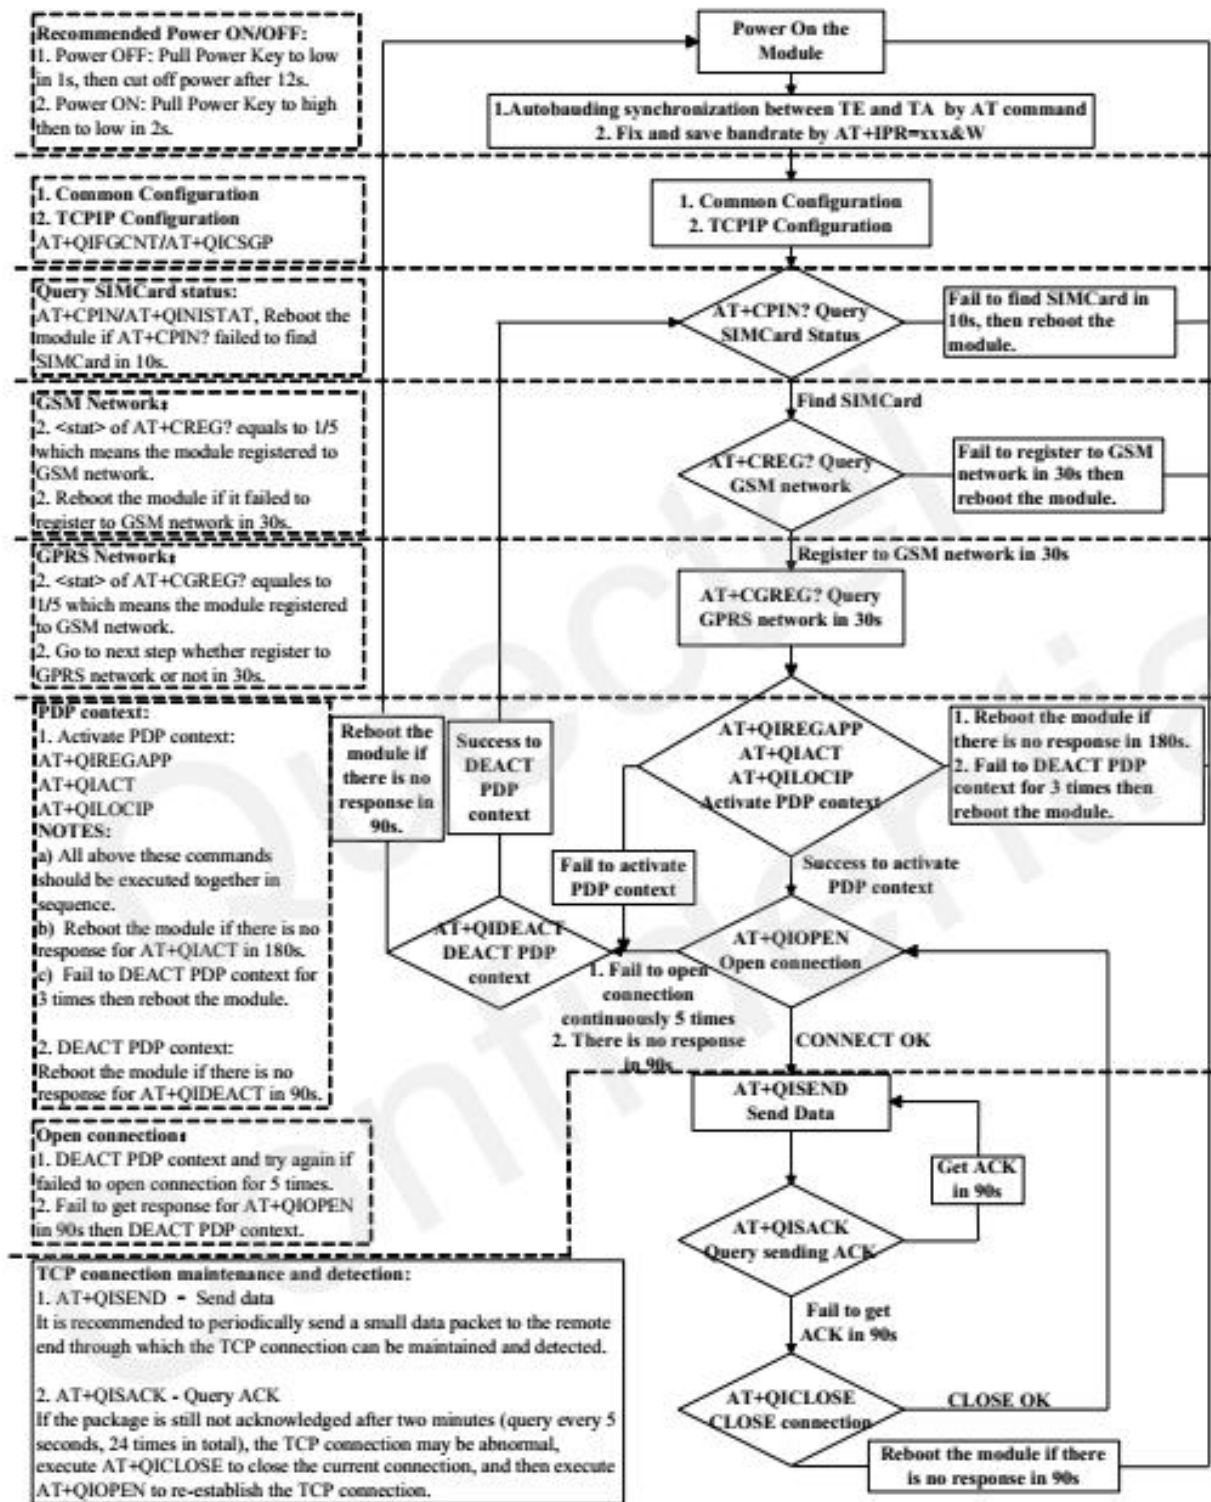 Recommended Power ON/OFF:
1. Power OFF: Pull Power Key to low
in 1s, then cut off power after 12s.
2. Power ON: Pull Power Key to high
then to low in 2s.
Power On the
Module
1.Autobauding synchronization between TE and TA by AT command
2. Fix and save bandrate by AT+IPR=xxx&W
1. Common Configuration
2. TCPIP Configuration
AT+QIFGCNT/AT+QICSGP
1. Common Configuration
2. TCPIP Configuration
Query SIMCard status:
AT+CPIN/AT+QINISTAT, Reboot the
module if AT+CPIN? failed to find
SIMCard in 10s.
AT+CPIN? Query
SIMCard Status
Fail to find SIMCard in
10s, then reboot the
module.
Find SIMCard
GSM Network:
2. <stat> of AT+CREG? equals to 1/5
which means the module registered to
GSM network.
2. Reboot the module if it failed to
register to GSM network in 30s.
AT+CREG? Query
GSM network
Fail to register to GSM
network in 30s then
reboot the module.
Register to GSM network in 30s
GPRS Network:
2. <stat> of AT+CGREG? equales to
1/5 which means the module registered
to GSM network.
2. Go to next step whether register to
GPRS network or not in 30s.
AT+CGREG? Query
GPRS network in 30s
PDP context:
1. Activate PDP context:
AT+QIREGAPP
AT+QIACT
AT+QILOCIP
NOTES:
a) All above these commands
should be executed together in
sequence.
b) Reboot the module if there is no
response for AT+QIACT in 180s.
c) Fail to DEACT PDP context for
3 times then reboot the module.
2. DEACT PDP context:
Reboot the module if there is no
response for AT+QIDEACT in 90s.
Reboot the
module if
there is no
response in
90s.
Success to
DEACT
PDP
context
AT+QIREGAPP
AT+QIACT
AT+QILOCIP
Activate PDP context
1. Reboot the module if
there is no response in 180s.
2. Fail to DEACT PDP
context for 3 times then
reboot the module.
Fail to activate
PDP context
Success to activate
PDP context
AT+QIDEACT
DEACT PDP
context
AT+QIOPEN
Open connection
1. Fail to open
connection
continuously 5 times
2. There is no response
in 90s
CONNECT OK
Open connection:
1. DEACT PDP context and try again if
failed to open connection for 5 times.
2. Fail to get response for AT+QIOPEN
in 90s then DEACT PDP context.
AT+QISEND
Send Data
Get ACK
in 90s
AT+QISACK
Query sending ACK
Fail to get
ACK in 90s
TCP connection maintenance and detection:
1. AT+QISEND - Send data
It is recommended to periodically send a small data packet to the remote
end through which the TCP connection can be maintained and detected.
2. AT+QISACK - Query ACK
If the package is still not acknowledged after two minutes (query every 5
seconds, 24 times in total), the TCP connection may be abnormal,
execute AT+QICLOSE to close the current connection, and then execute
AT+QIOPEN to re-establish the TCP connection.
AT+QICLOSE
CLOSE connection
CLOSE OK
Reboot the module if there
is no response in 90s
Quectel
Confidential